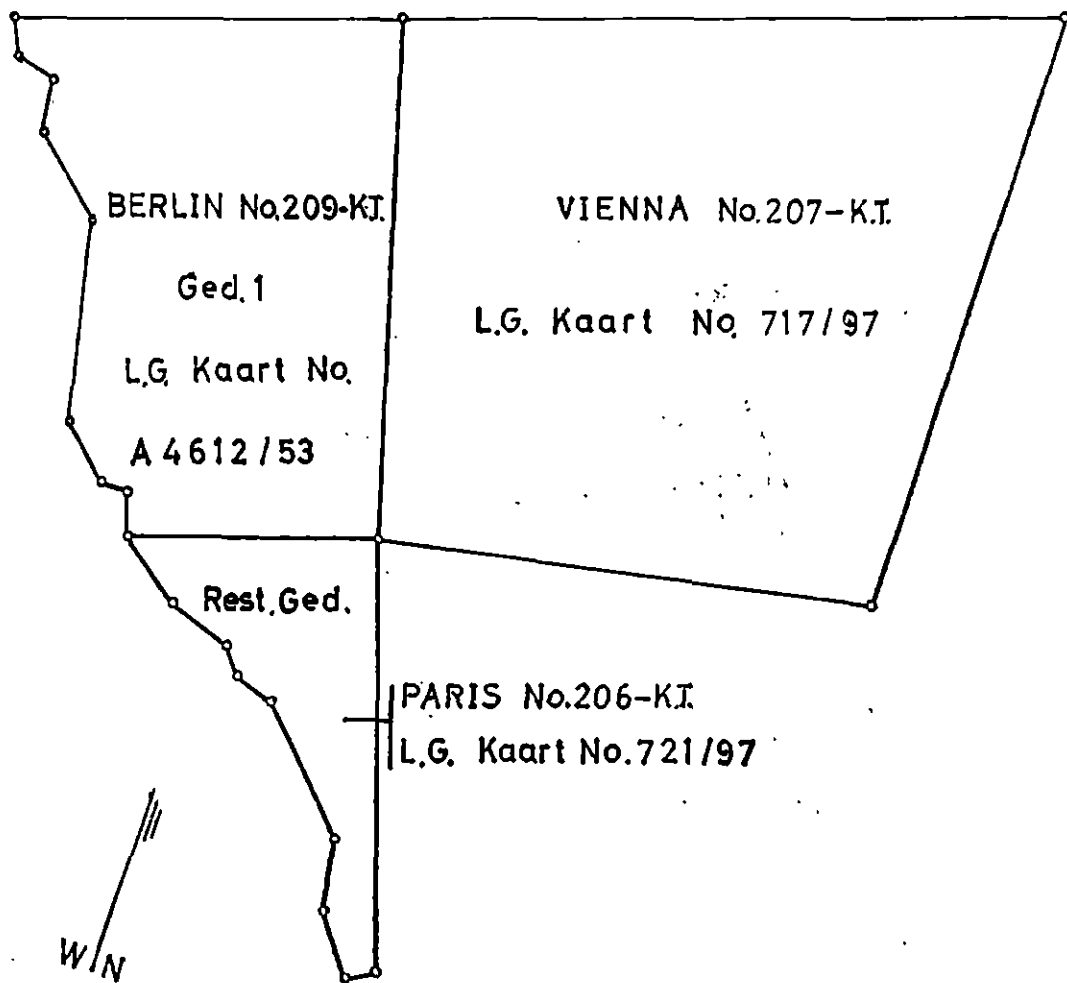 BERLIN No.209-K.T.
Ged.1
L.G. Kaart No.
A 4612/53
VIENNA No.207-K.T.
L.G. Kaart No. 717/97
Rest.Ged.
PARIS No.206-K.T.
L.G. Kaart No.721/97
W N